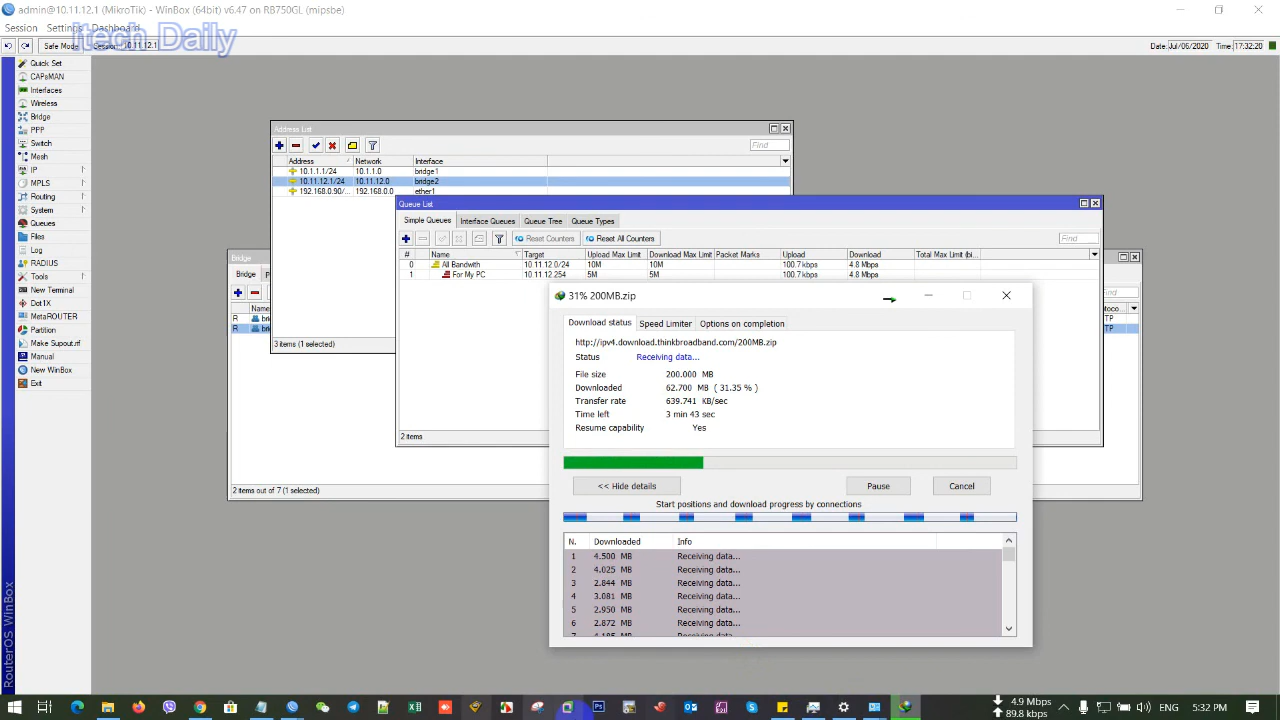 admin@10.11.12.1 (MikroTik) - WinBox (64bit) v6.47 on RB750GL (mipsbe)
Session Settings Dashboard
itech Daily
Safe Mode Session: 10.11.12.1 Date: Jul/06/2020 Time: 17:32:20
Quick Set
CAPsMAN
Interfaces
Wireless
Bridge
PPP
Switch
Mesh
IP
MPLS
Routing
System
Queues
Files
Log
RADIUS
Tools
New Terminal
Dot1X
MetaROUTER
Partition
Make Supout.rif
Manual
New WinBox
Exit
RouterOS WinBox
Address List
Find
Address Network Interface
10.1.1.1/24 10.1.1.0 bridge1
10.11.12.1/24 10.11.12.0 bridge2
192.168.0.90/... 192.168.0.0 ether1
3 items (1 selected)
Queue List
Simple Queues Interface Queues Queue Tree Queue Types
Reset Counters Reset All Counters Find
# Name Target Upload Max Limit Download Max Limit Packet Marks Upload Download Total Max Limit (bi...
0 All Bandwith 10.11.12.0/24 10M 10M 100.7 kbps 4.8 Mbps
1 For My PC 10.11.12.254 5M 5M 100.7 kbps 4.8 Mbps
2 items
Bridge
Bridge
Name
R
R
2 items out of 7 (1 selected)
31% 200MB.zip
Download status Speed Limiter Options on completion
http://ipv4.download.thinkbroadband.com/200MB.zip
Status Receiving data...
File size 200.000 MB
Downloaded 62.700 MB ( 31.35 % )
Transfer rate 639.741 KB/sec
Time left 3 min 43 sec
Resume capability Yes
<< Hide details Pause Cancel
Start positions and download progress by connections
N. Downloaded Info
1 4.500 MB Receiving data...
2 4.025 MB Receiving data...
3 2.844 MB Receiving data...
4 3.081 MB Receiving data...
5 2.950 MB Receiving data...
6 2.872 MB Receiving data...
4.9 Mbps
89.8 kbps
ENG 5:32 PM